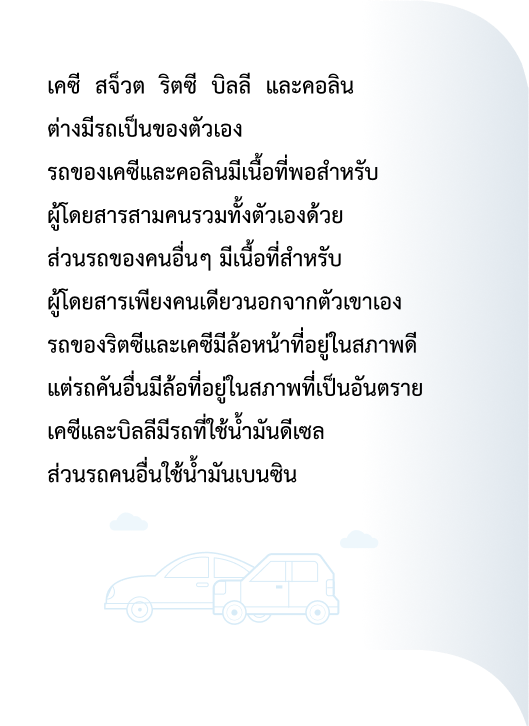 เคซี สจ็วต ริตซี บิลลี และคอลิน
ต่างมีรถเป็นของตัวเอง
รถของเคซีและคอลินมีเนื้อที่พอสำหรับ
ผู้โดยสารสามคนรวมทั้งตัวเองด้วย
ส่วนรถของคนอื่นๆ มีเนื้อที่สำหรับ
ผู้โดยสารเพียงคนเดียวนอกจากตัวเขาเอง
รถของริตซีและเคซีมีล้อหน้าที่อยู่ในสภาพดี
แต่รถคันอื่นมีล้อที่อยู่ในสภาพที่เป็นอันตราย
เคซีและบิลลีมีรถที่ใช้น้ำมันดีเซล
ส่วนรถคนอื่นใช้น้ำมันเบนซิน